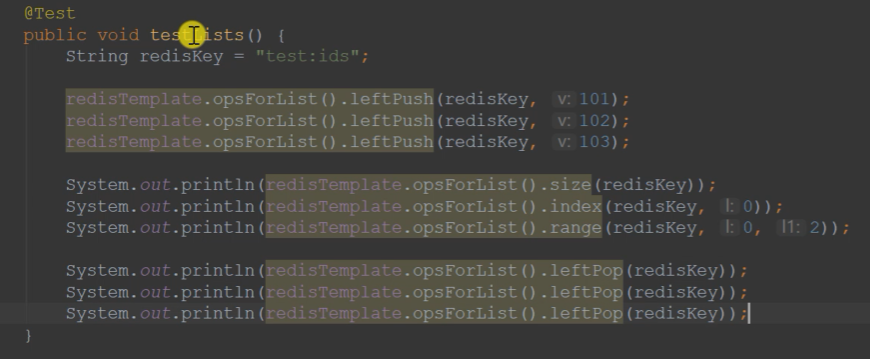 @Test
public void testLists() {
String redisKey = "test:ids";
redisTemplate.opsForList().leftPush(redisKey, v: 101);
redisTemplate.opsForList().leftPush(redisKey, v: 102);
redisTemplate.opsForList().leftPush(redisKey, v: 103);
System.out.println(redisTemplate.opsForList().size(redisKey));
System.out.println(redisTemplate.opsForList().index(redisKey, l: 0));
System.out.println(redisTemplate.opsForList().range(redisKey, l: 0, l1: 2));
System.out.println(redisTemplate.opsForList().leftPop(redisKey));
System.out.println(redisTemplate.opsForList().leftPop(redisKey));
System.out.println(redisTemplate.opsForList().leftPop(redisKey));
}